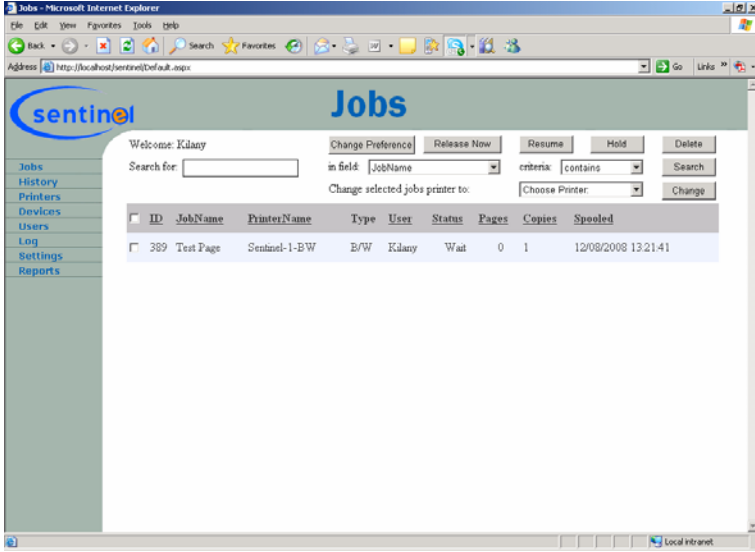 Jobs - Microsoft Internet Explorer
File Edit View Favorites Tools Help
Back Search Favorites
Address http://localhost/sentinel/Default.aspx Go Links »
sentinel
Jobs
Welcome: Kilany Change Preference Release Now Resume Hold Delete
Search for: in field: JobName criteria: contains Search
Change selected jobs printer to: Choose Printer: Change
Jobs
History
Printers
Devices
Users
Log
Settings
Reports
ID JobName PrinterName Type User Status Pages Copies Spooled
389 Test Page Sentinel-1-BW B/W Kilany Wait 0 1 12/08/2008 13:21:41
Local intranet